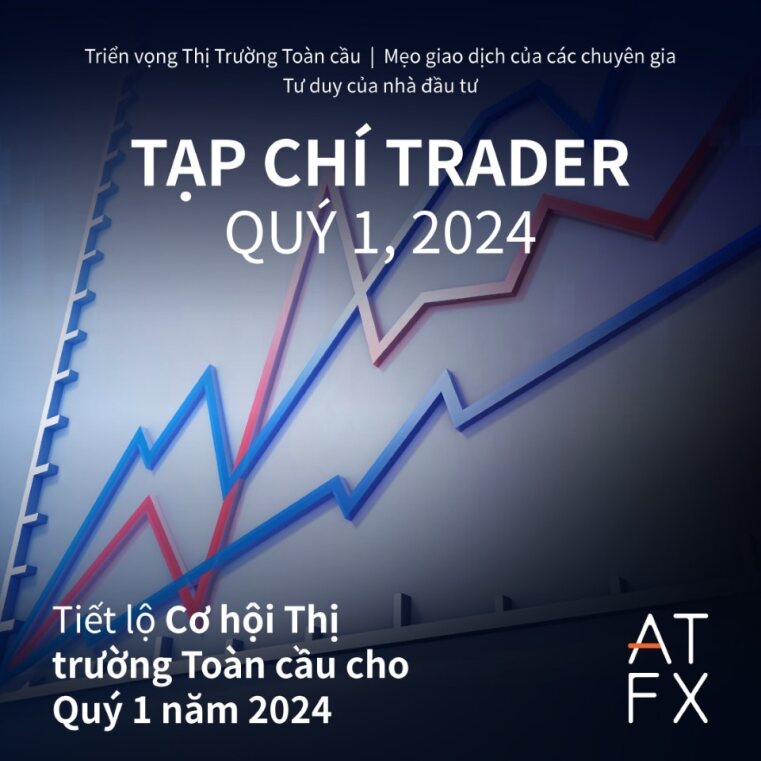 Triển vọng Thị Trường Toàn cầu | Mẹo giao dịch của các chuyên gia
Tư duy của nhà đầu tư
TẠP CHÍ TRADER
QUÝ 1, 2024
Tiết lộ Cơ hội Thị
trường Toàn cầu cho
Quý 1 năm 2024
AT
FX